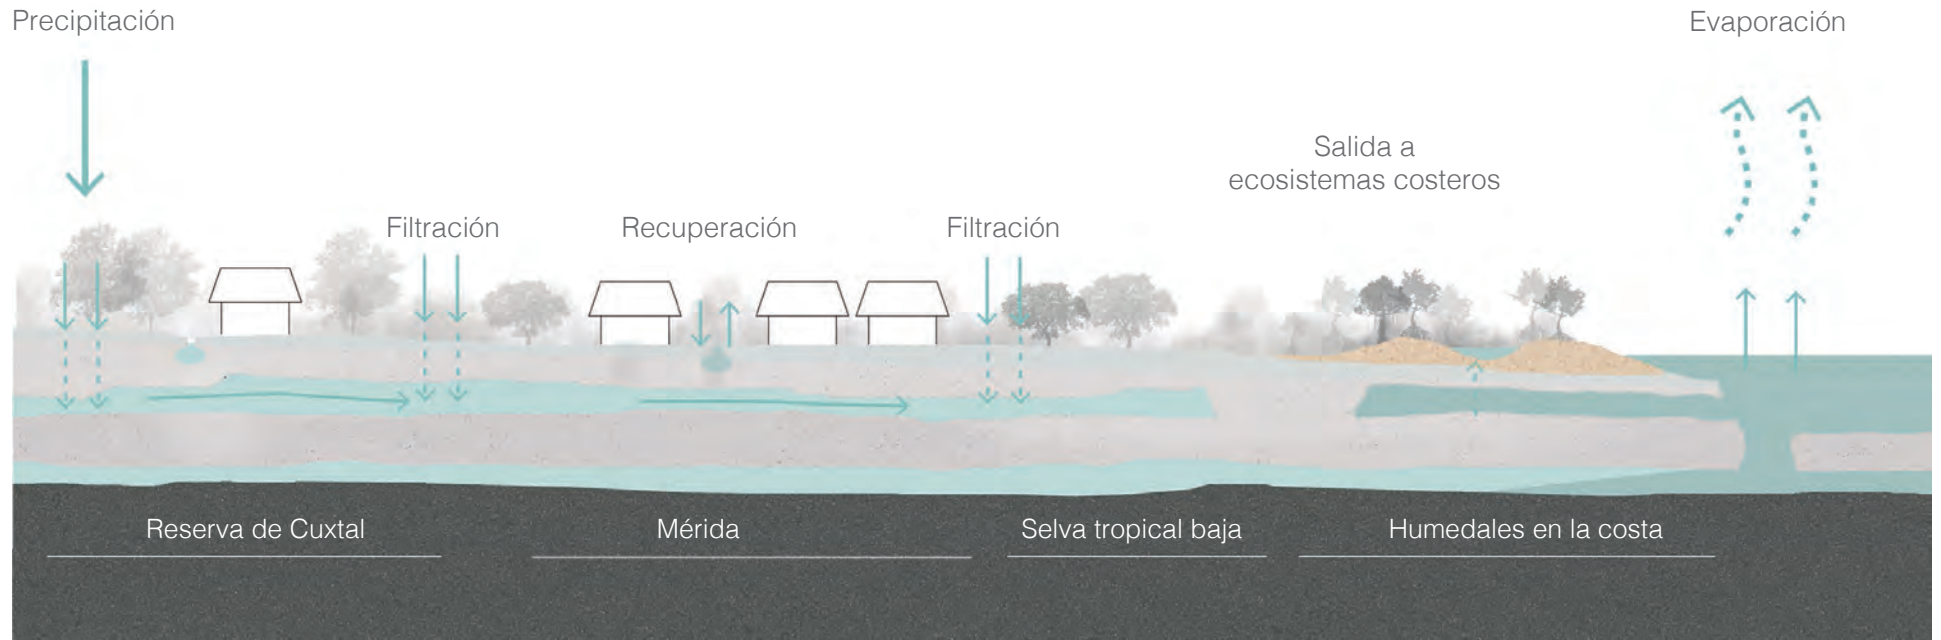 Precipitación
Evaporación
Salida a
ecosistemas costeros
Filtración
Recuperación
Filtración
Reserva de Cuxtal
Mérida
Selva tropical baja
Humedales en la costa